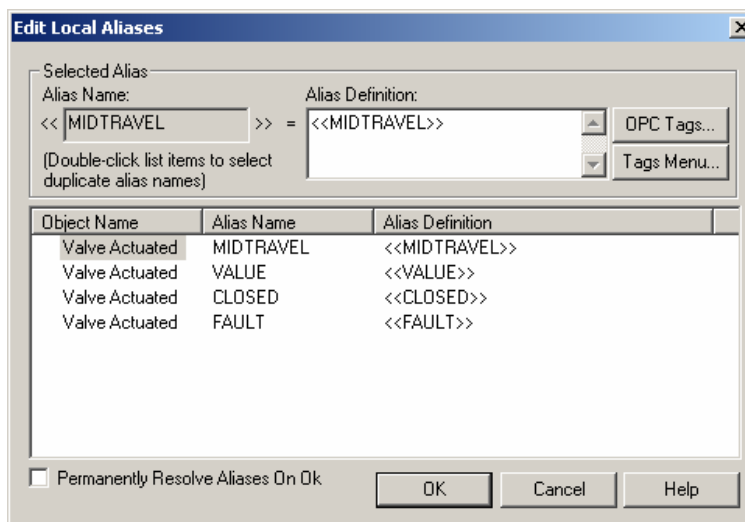 Edit Local Aliases
Selected Alias
Alias Name:
Alias Definition:
<< MIDTRAVEL >> = <<MIDTRAVEL>>
OPC Tags...
(Double-click list items to select
duplicate alias names)
Tags Menu...
Object Name Alias Name Alias Definition
Valve Actuated MIDTRAVEL <<MIDTRAVEL>>
Valve Actuated VALUE <<VALUE>>
Valve Actuated CLOSED <<CLOSED>>
Valve Actuated FAULT <<FAULT>>
Permanently Resolve Aliases On Ok
OK Cancel Help